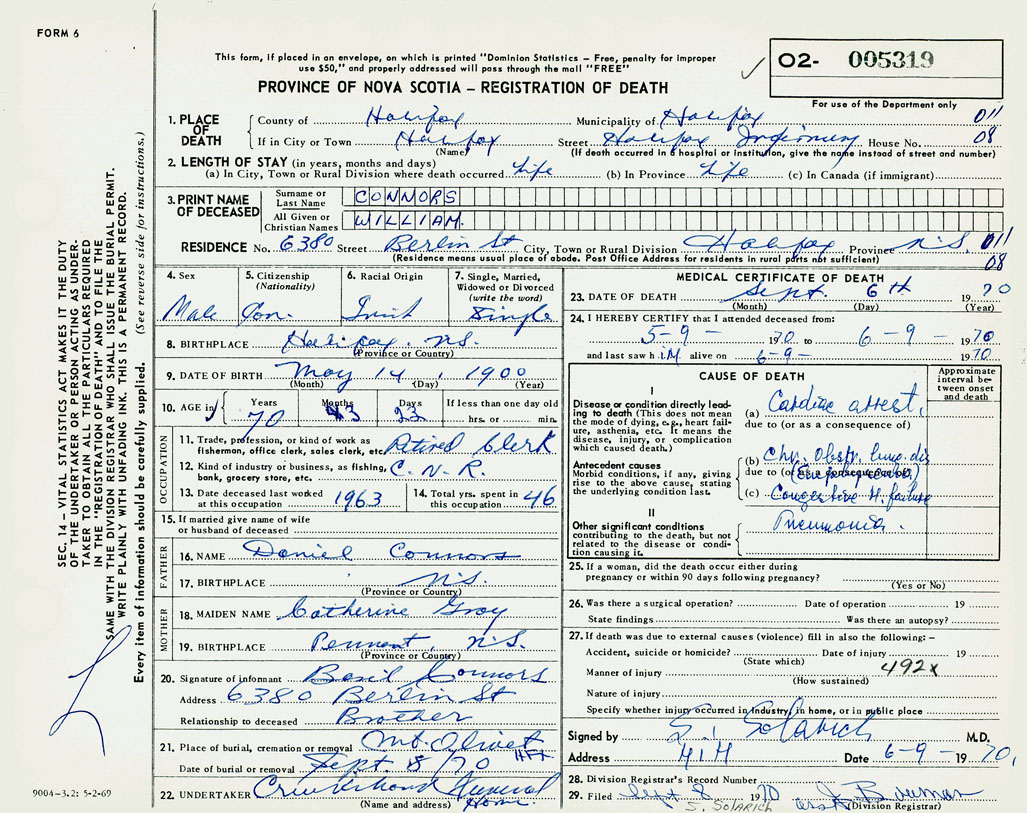 FORM 6
This form, if placed in an envelope, on which is printed "Dominion Statistics – Free, penalty for improper
use $50," and properly addressed will pass through the mail "FREE"
PROVINCE OF NOVA SCOTIA – REGISTRATION OF DEATH
O2- 005319
For use of the Department only
1. PLACE OF DEATH
County of Halifax Municipality of Halifax 011
If in City or Town Halifax Street Halifax Infirmary House No. 08
(Name) (If death occurred in a hospital or institution, give the name instead of street and number)
2. LENGTH OF STAY (in years, months and days)
(a) In City, Town or Rural Division where death occurred Life (b) In Province Life (c) In Canada (if immigrant)
3. PRINT NAME OF DECEASED
Surname or Last Name CONNORS
All Given or Christian Names WILLIAM
RESIDENCE No. 6380 Street Berlin St City, Town or Rural Division Halifax Province N.S. 011
(Residence means usual place of abode. Post Office Address for residents in rural parts not sufficient) 08
4. Sex
Male
5. Citizenship
(Nationality)
Can.
6. Racial Origin
Irish
7. Single, Married,
Widowed or Divorced
(write the word)
Single
8. BIRTHPLACE Halifax. N.S.
(Province or Country)
9. DATE OF BIRTH May 14, 1900
(Month) (Day) (Year)
10. AGE in Years Months Days If less than one day old
70 3 23 hrs. or min.
OCCUPATION
11. Trade, profession, or kind of work as
fisherman, office clerk, sales clerk, etc. Retired Clerk
12. Kind of industry or business, as fishing,
bank, grocery store, etc. C.N.R.
13. Date deceased last worked
at this occupation 1963
14. Total yrs. spent in
this occupation 46
15. If married give name of wife
or husband of deceased
FATHER
16. NAME Daniel Connors
17. BIRTHPLACE N.S.
(Province or Country)
MOTHER
18. MAIDEN NAME Catherine Gray
19. BIRTHPLACE Pennant, N.S.
(Province or Country)
20. Signature of informant Basil Connors
Address 6380 Berlin St
Relationship to deceased Brother
21. Place of burial, cremation or removal Mt. Olivet
HFX
Date of burial or removal Sept 8/70
22. UNDERTAKER Cruikshank Funeral
(Name and address) Home.
MEDICAL CERTIFICATE OF DEATH
23. DATE OF DEATH Sept. 6th 1970
(Month) (Day) (Year)
24. I HEREBY CERTIFY that I attended deceased from:
5-9- 1970 to 6-9- 1970
and last saw him alive on 6-9- 1970
CAUSE OF DEATH
Approximate
interval be-
tween onset
and death
I
Disease or condition directly lead-
ing to death (This does not mean
the mode of dying, e.g., heart fail-
ure, asthenia, etc. It means the
disease, injury, or complication
which caused death.)
(a) Cardiac arrest,
due to (or as a consequence of)
Antecedent causes
Morbid conditions, if any, giving
rise to the above cause, stating
the underlying condition last.
(b) Chr. Obstr. lung dis
due to (or as a consequence of)
(Emphysema)
(c) Congestive H. failure
II
Other significant conditions
contributing to the death, but not
related to the disease or condi-
tion causing it.
Pneumonia.
25. If a woman, did the death occur either during
pregnancy or within 90 days following pregnancy?
(Yes or No)
26. Was there a surgical operation? Date of operation 19
State findings Was there an autopsy?
27. If death was due to external causes (violence) fill in also the following:–
Accident, suicide or homicide? Date of injury 19
(State which)
Manner of injury 492x
(How sustained)
Nature of injury
Specify whether injury occurred in industry, in home, or in public place
Signed by S. Solarich M.D.
Address H.I.H Date 6-9- 1970,
28. Division Registrar's Record Number
29. Filed Sept 8 1970
S. SOLARICH (Division Registrar)
SEC. 14 – VITAL STATISTICS ACT MAKES IT THE DUTY
OF THE UNDERTAKER OR PERSON ACTING AS UNDER-
TAKER TO OBTAIN ALL THE PARTICULARS REQUIRED
IN THE "REGISTRATION OF DEATH" AND TO FILE THE
SAME WITH THE DIVISION REGISTRAR WHO SHALL ISSUE THE BURIAL PERMIT.
WRITE PLAINLY WITH UNFADING INK. THIS IS A PERMANENT RECORD.
Every item of information should be carefully supplied. (See reverse side for instructions.)
9004-3.2: 5-2-69